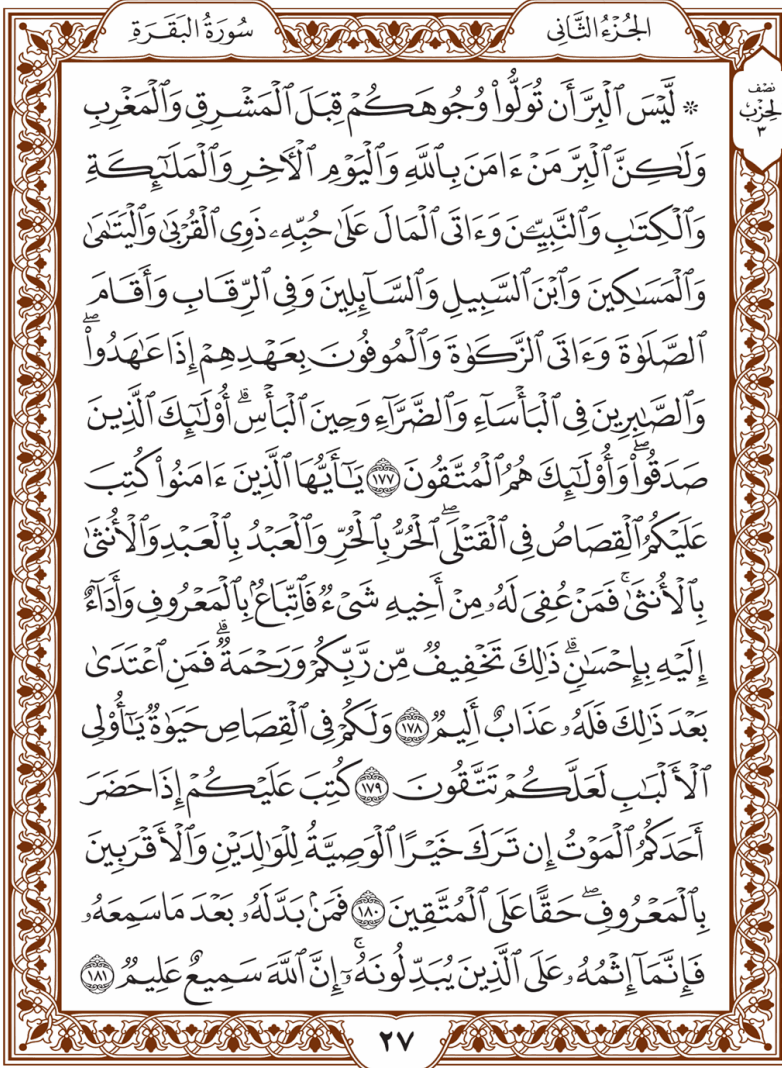 الجُزْءُ الثَّانِي
سُورَةُ البَقَرَةِ
نصف
الحزب
٣
۞ لَّيْسَ ٱلْبِرَّ أَن تُوَلُّوا۟ وُجُوهَكُمْ قِبَلَ ٱلْمَشْرِقِ وَٱلْمَغْرِبِ
وَلَـٰكِنَّ ٱلْبِرَّ مَنْ ءَامَنَ بِٱللَّهِ وَٱلْيَوْمِ ٱلْـَٔاخِرِ وَٱلْمَلَـٰٓئِكَةِ
وَٱلْكِتَـٰبِ وَٱلنَّبِيِّـۧنَ وَءَاتَى ٱلْمَالَ عَلَىٰ حُبِّهِۦ ذَوِى ٱلْقُرْبَىٰ وَٱلْيَتَـٰمَىٰ
وَٱلْمَسَـٰكِينَ وَٱبْنَ ٱلسَّبِيلِ وَٱلسَّآئِلِينَ وَفِى ٱلرِّقَابِ وَأَقَامَ
ٱلصَّلَوٰةَ وَءَاتَى ٱلزَّكَوٰةَ وَٱلْمُوفُونَ بِعَهْدِهِمْ إِذَا عَـٰهَدُوا۟ ۖ
وَٱلصَّـٰبِرِينَ فِى ٱلْبَأْسَآءِ وَٱلضَّرَّآءِ وَحِينَ ٱلْبَأْسِ ۗ أُو۟لَـٰٓئِكَ ٱلَّذِينَ
صَدَقُوا۟ ۖ وَأُو۟لَـٰٓئِكَ هُمُ ٱلْمُتَّقُونَ ١٧٧ يَـٰٓأَيُّهَا ٱلَّذِينَ ءَامَنُوا۟ كُتِبَ
عَلَيْكُمُ ٱلْقِصَاصُ فِى ٱلْقَتْلَى ۖ ٱلْحُرُّ بِٱلْحُرِّ وَٱلْعَبْدُ بِٱلْعَبْدِ وَٱلْأُنثَىٰ
بِٱلْأُنثَىٰ ۚ فَمَنْ عُفِىَ لَهُۥ مِنْ أَخِيهِ شَىْءٌ فَٱتِّبَاعٌۢ بِٱلْمَعْرُوفِ وَأَدَآءٌ
إِلَيْهِ بِإِحْسَـٰنٍ ۗ ذَٰلِكَ تَخْفِيفٌ مِّن رَّبِّكُمْ وَرَحْمَةٌ ۗ فَمَنِ ٱعْتَدَىٰ
بَعْدَ ذَٰلِكَ فَلَهُۥ عَذَابٌ أَلِيمٌ ١٧٨ وَلَكُمْ فِى ٱلْقِصَاصِ حَيَوٰةٌ يَـٰٓأُو۟لِى
ٱلْأَلْبَـٰبِ لَعَلَّكُمْ تَتَّقُونَ ١٧٩ كُتِبَ عَلَيْكُمْ إِذَا حَضَرَ
أَحَدَكُمُ ٱلْمَوْتُ إِن تَرَكَ خَيْرًا ٱلْوَصِيَّةُ لِلْوَٰلِدَيْنِ وَٱلْأَقْرَبِينَ
بِٱلْمَعْرُوفِ ۖ حَقًّا عَلَى ٱلْمُتَّقِينَ ١٨٠ فَمَنۢ بَدَّلَهُۥ بَعْدَ مَا سَمِعَهُۥ
فَإِنَّمَآ إِثْمُهُۥ عَلَى ٱلَّذِينَ يُبَدِّلُونَهُۥٓ ۚ إِنَّ ٱللَّهَ سَمِيعٌ عَلِيمٌ ١٨١
٢٧